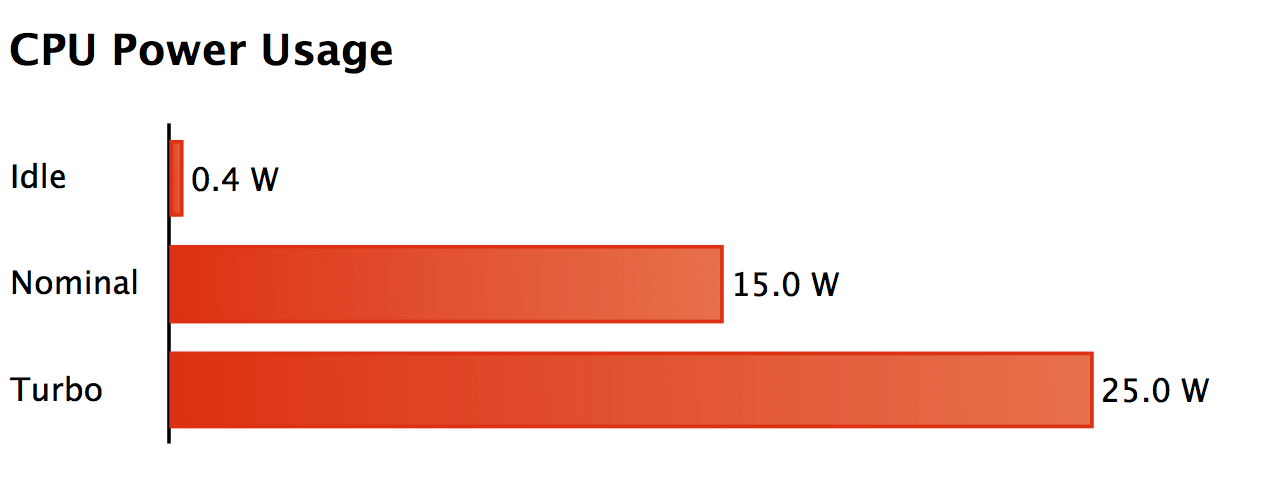 CPU Power Usage
Idle 0.4 W
Nominal 15.0 W
Turbo 25.0 W